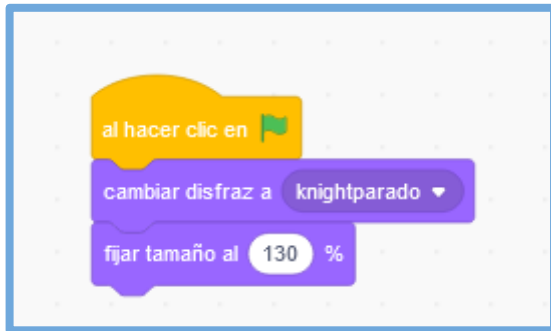 al hacer clic en
cambiar disfraz a knightparado
fijar tamaño al 130 %